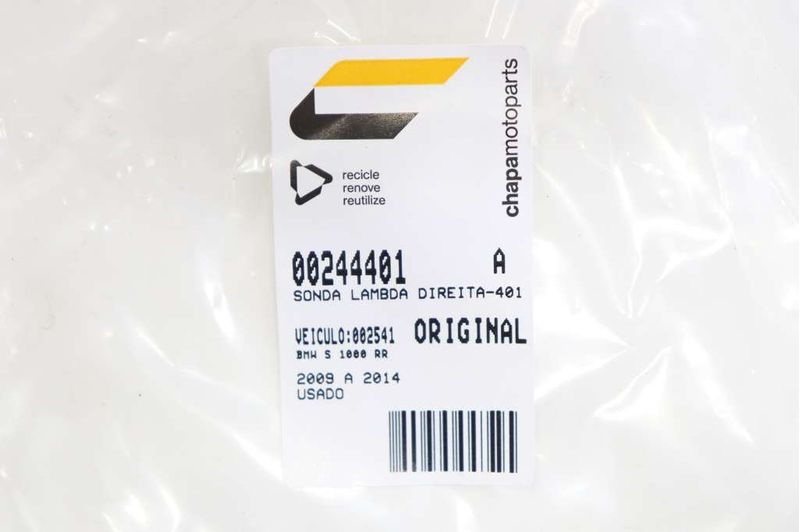 chapamotoparts
recicle
renove
reutilize
00244401 A
SONDA LAMBDA DIREITA-401
VEICULO:002541 ORIGINAL
BMW S 1000 RR
2009 A 2014
USADO